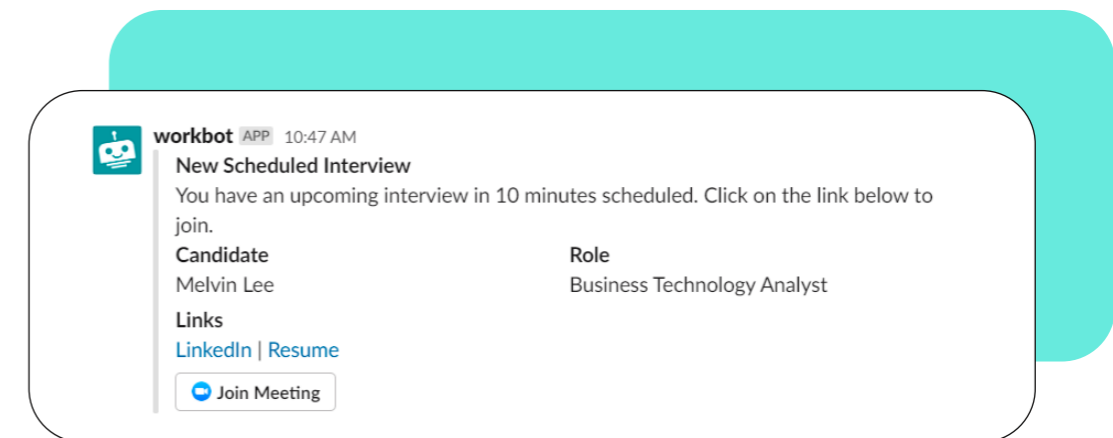 workbot APP 10:47 AM
New Scheduled Interview
You have an upcoming interview in 10 minutes scheduled. Click on the link below to
join.
Candidate Role
Melvin Lee Business Technology Analyst
Links
LinkedIn | Resume
Join Meeting